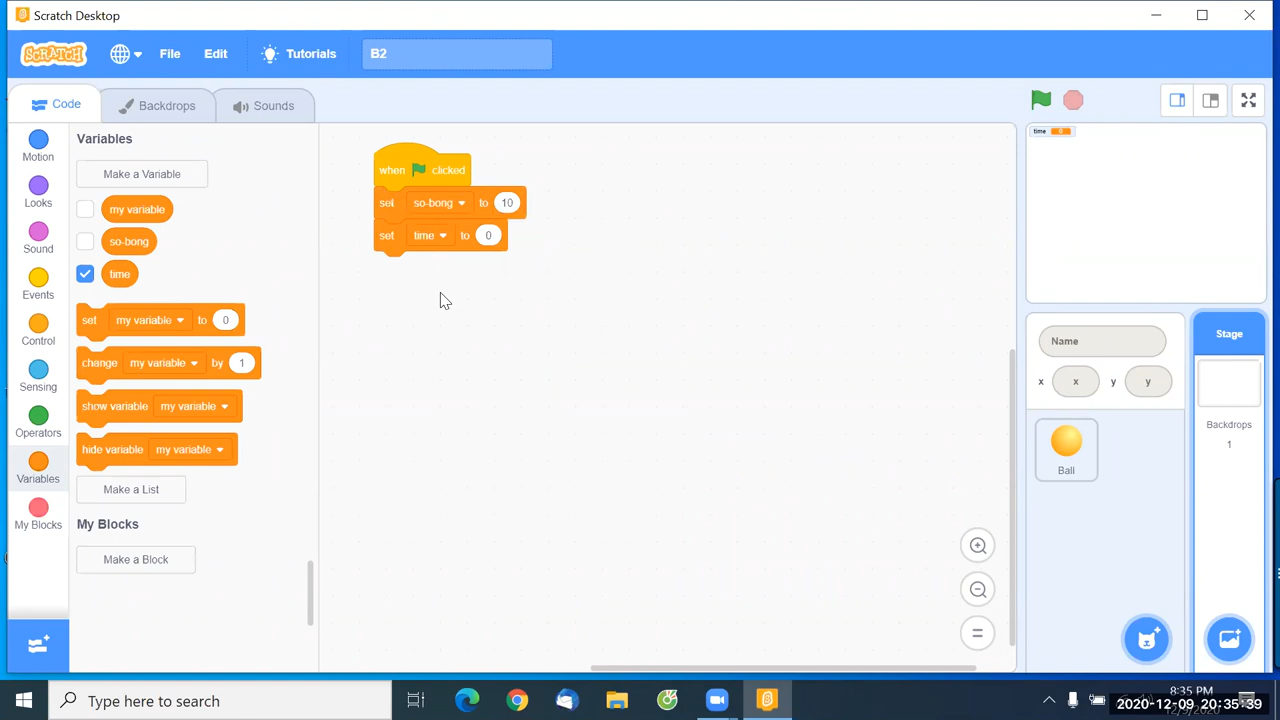 Scratch Desktop
SCRATCH
File
Edit
Tutorials
B2
Code
Backdrops
Sounds
Motion
Looks
Sound
Events
Control
Sensing
Operators
Variables
My Blocks
Variables
Make a Variable
my variable
so-bong
time
set my variable to 0
change my variable by 1
show variable my variable
hide variable my variable
Make a List
My Blocks
Make a Block
when clicked
set so-bong to 10
set time to 0
time
Name
x x y y
Ball
Stage
Backdrops
1
Type here to search
8:35 PM
2020-12-09 20:35:39